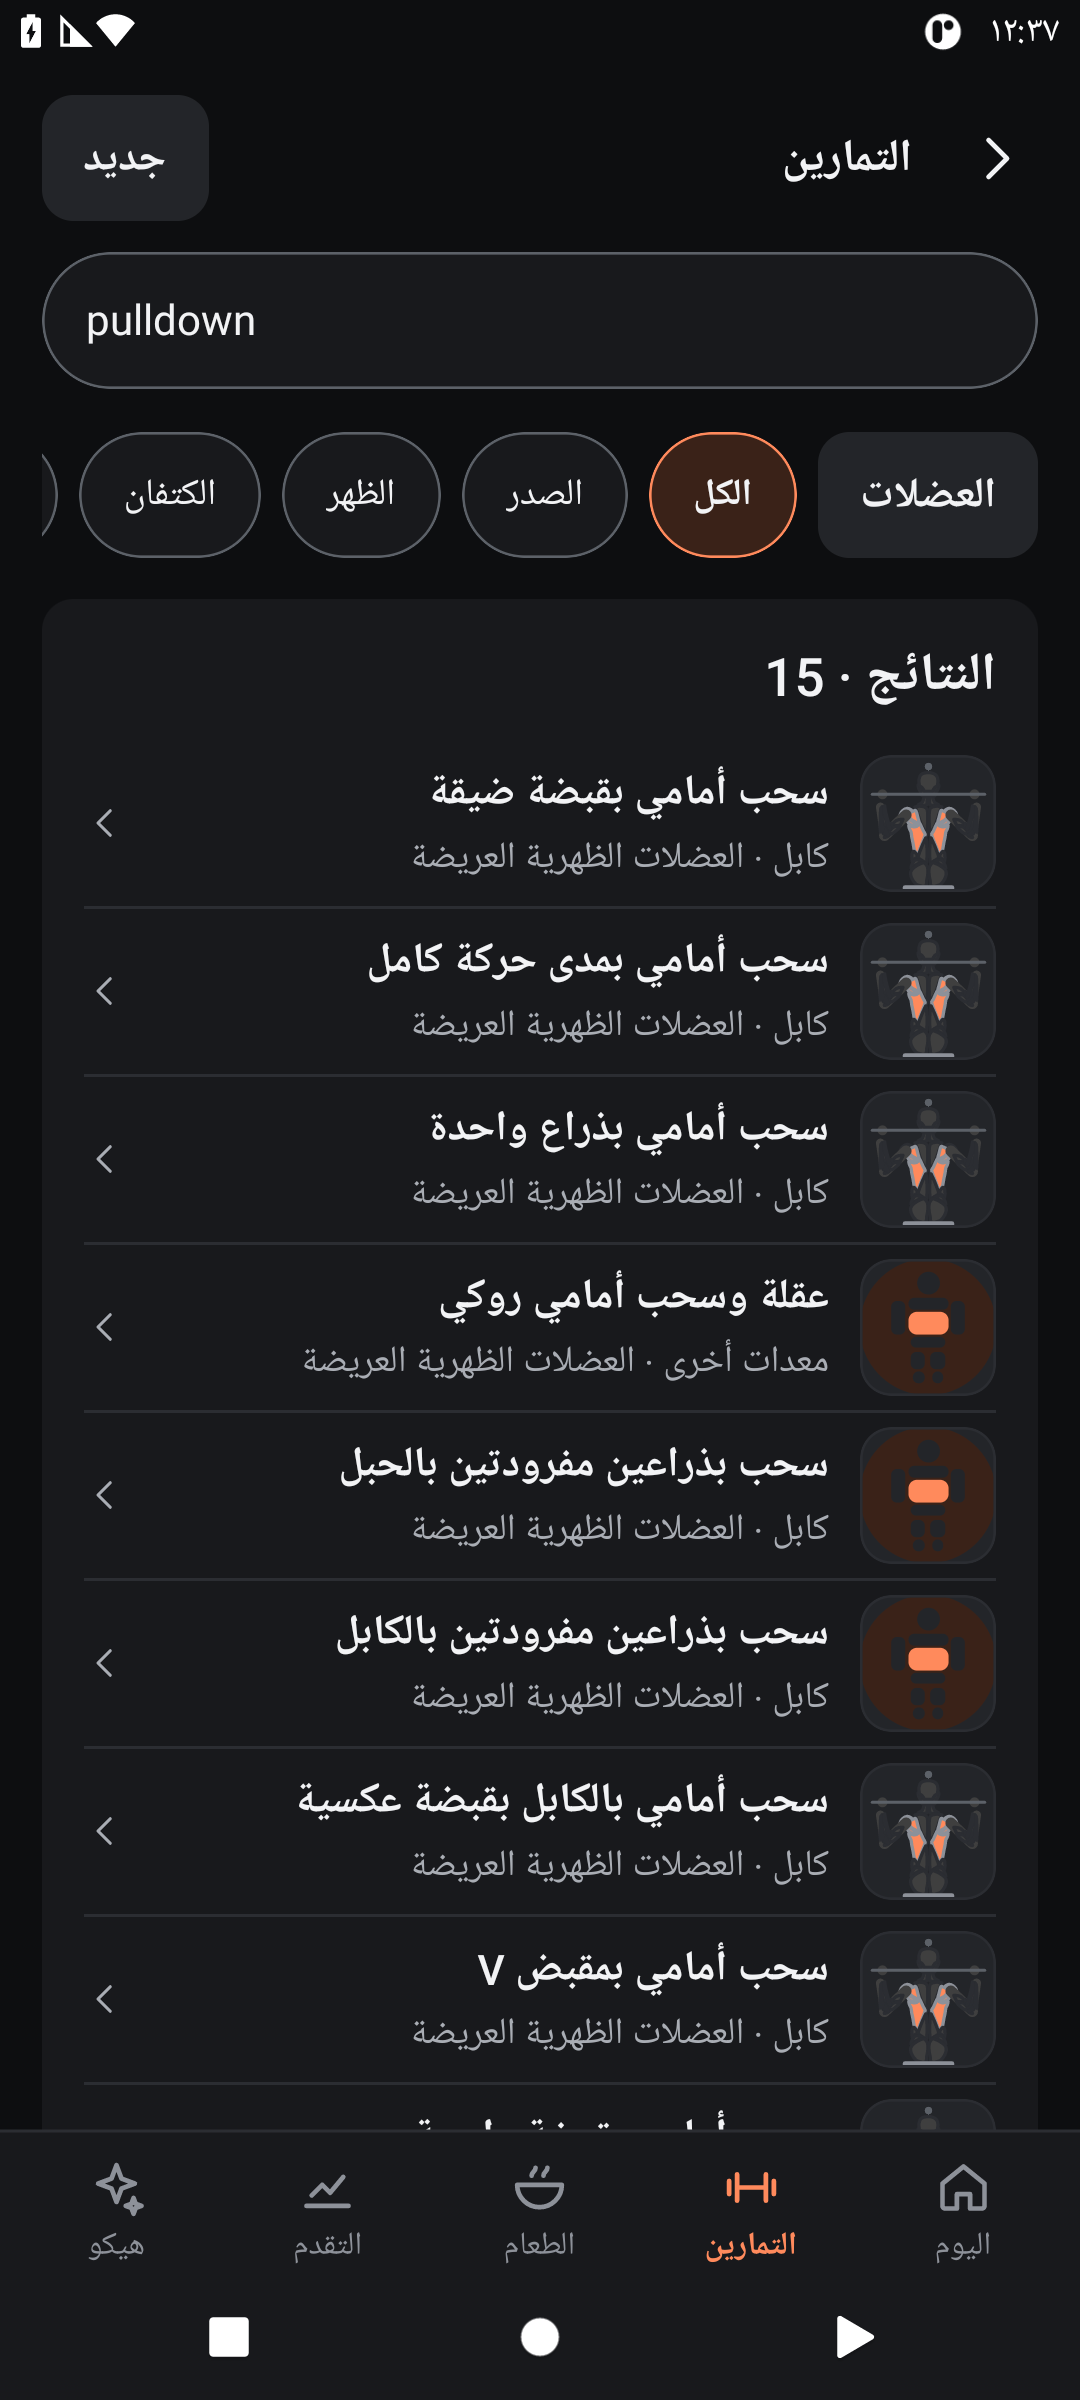 ١٢:٣٧
التمارين
جديد
pulldown
العضلات
الكل
الصدر
الظهر
الكتفان
النتائج · 15
سحب أمامي بقبضة ضيقة
كابل · العضلات الظهرية العريضة
سحب أمامي بمدى حركة كامل
كابل · العضلات الظهرية العريضة
سحب أمامي بذراع واحدة
كابل · العضلات الظهرية العريضة
عقلة وسحب أمامي روكي
معدات أخرى · العضلات الظهرية العريضة
سحب بذراعين مفرودتين بالحبل
كابل · العضلات الظهرية العريضة
سحب بذراعين مفرودتين بالكابل
كابل · العضلات الظهرية العريضة
سحب أمامي بالكابل بقبضة عكسية
كابل · العضلات الظهرية العريضة
سحب أمامي بمقبض V
كابل · العضلات الظهرية العريضة
اليوم
التمارين
الطعام
التقدم
هيكو